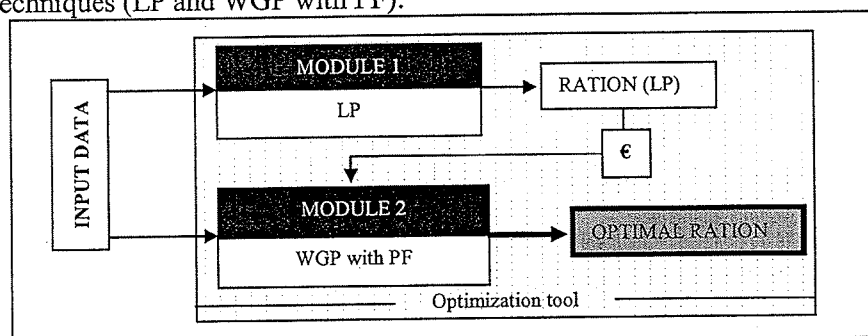 techniques (LP and WGP with PF).
MODULE 1
LP
RATION (LP)
€
INPUT DATA
MODULE 2
WGP with PF
OPTIMAL RATION
Optimization tool